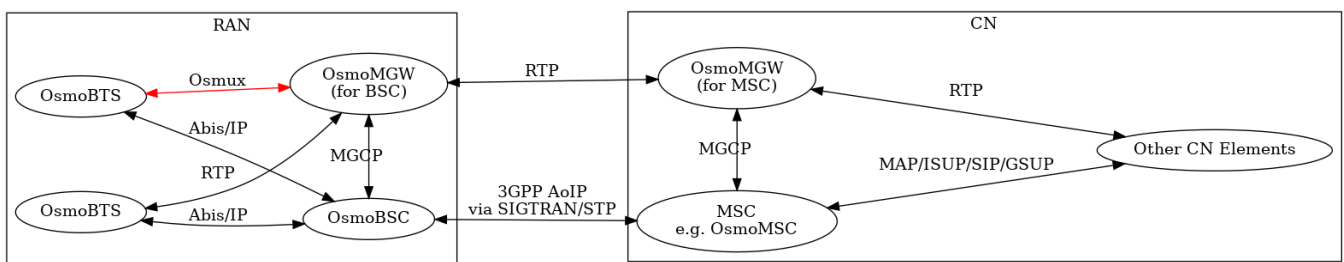 RAN
CN
OsmoBTS
Osmux
OsmoMGW
(for BSC)
RTP
OsmoMGW
(for MSC)
RTP
Abis/IP
MGCP
MGCP
Other CN Elements
RTP
MAP/ISUP/SIP/GSUP
OsmoBTS
Abis/IP
OsmoBSC
3GPP AoIP
via SIGTRAN/STP
MSC
e.g. OsmoMSC